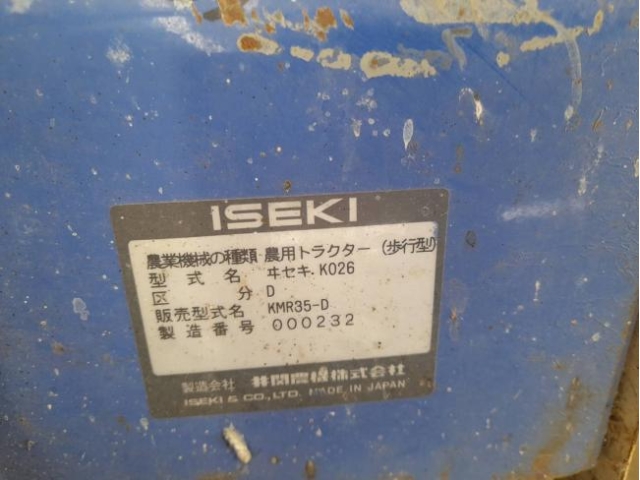 ISEKI
農業機械の種類 農用トラクター (歩行型)
型式名 ヰセキ. K026
区分 D
販売型式名 KMR35-D
製造番号 000232
製造会社 井関農機株式会社
ISEKI & CO., LTD. MADE IN JAPAN